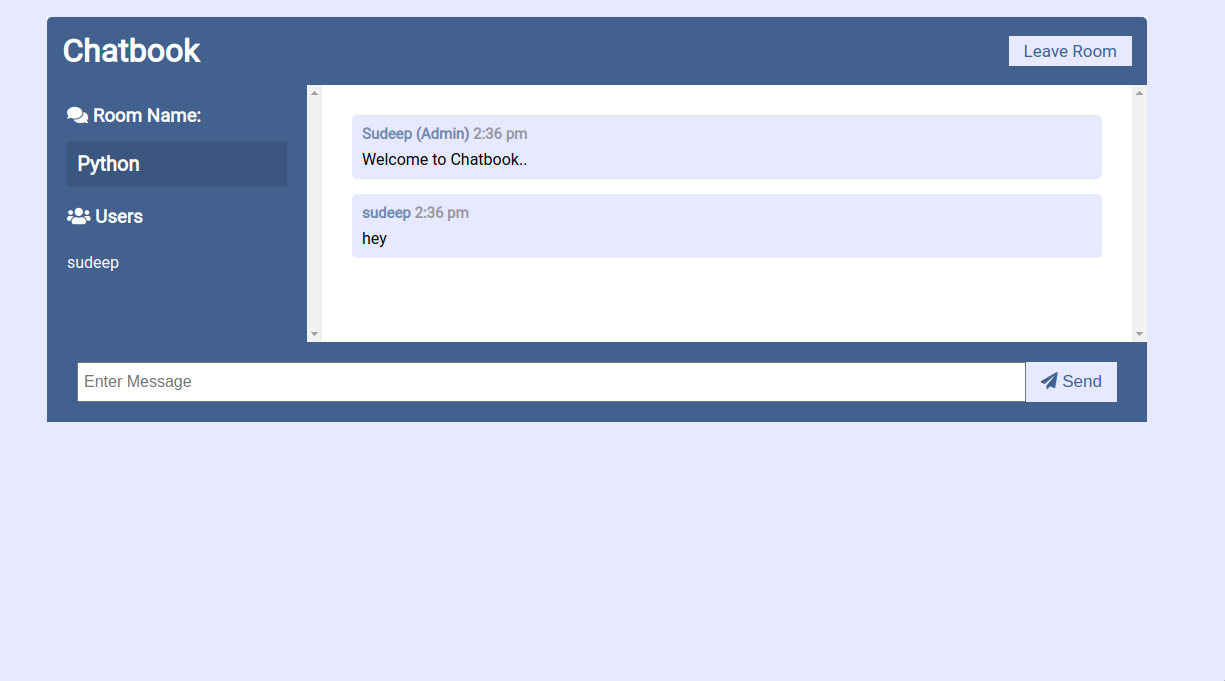 Chatbook
Leave Room
Room Name:
Python
Users
sudeep
Sudeep (Admin) 2:36 pm
Welcome to Chatbook..
sudeep 2:36 pm
hey
Enter Message
Send